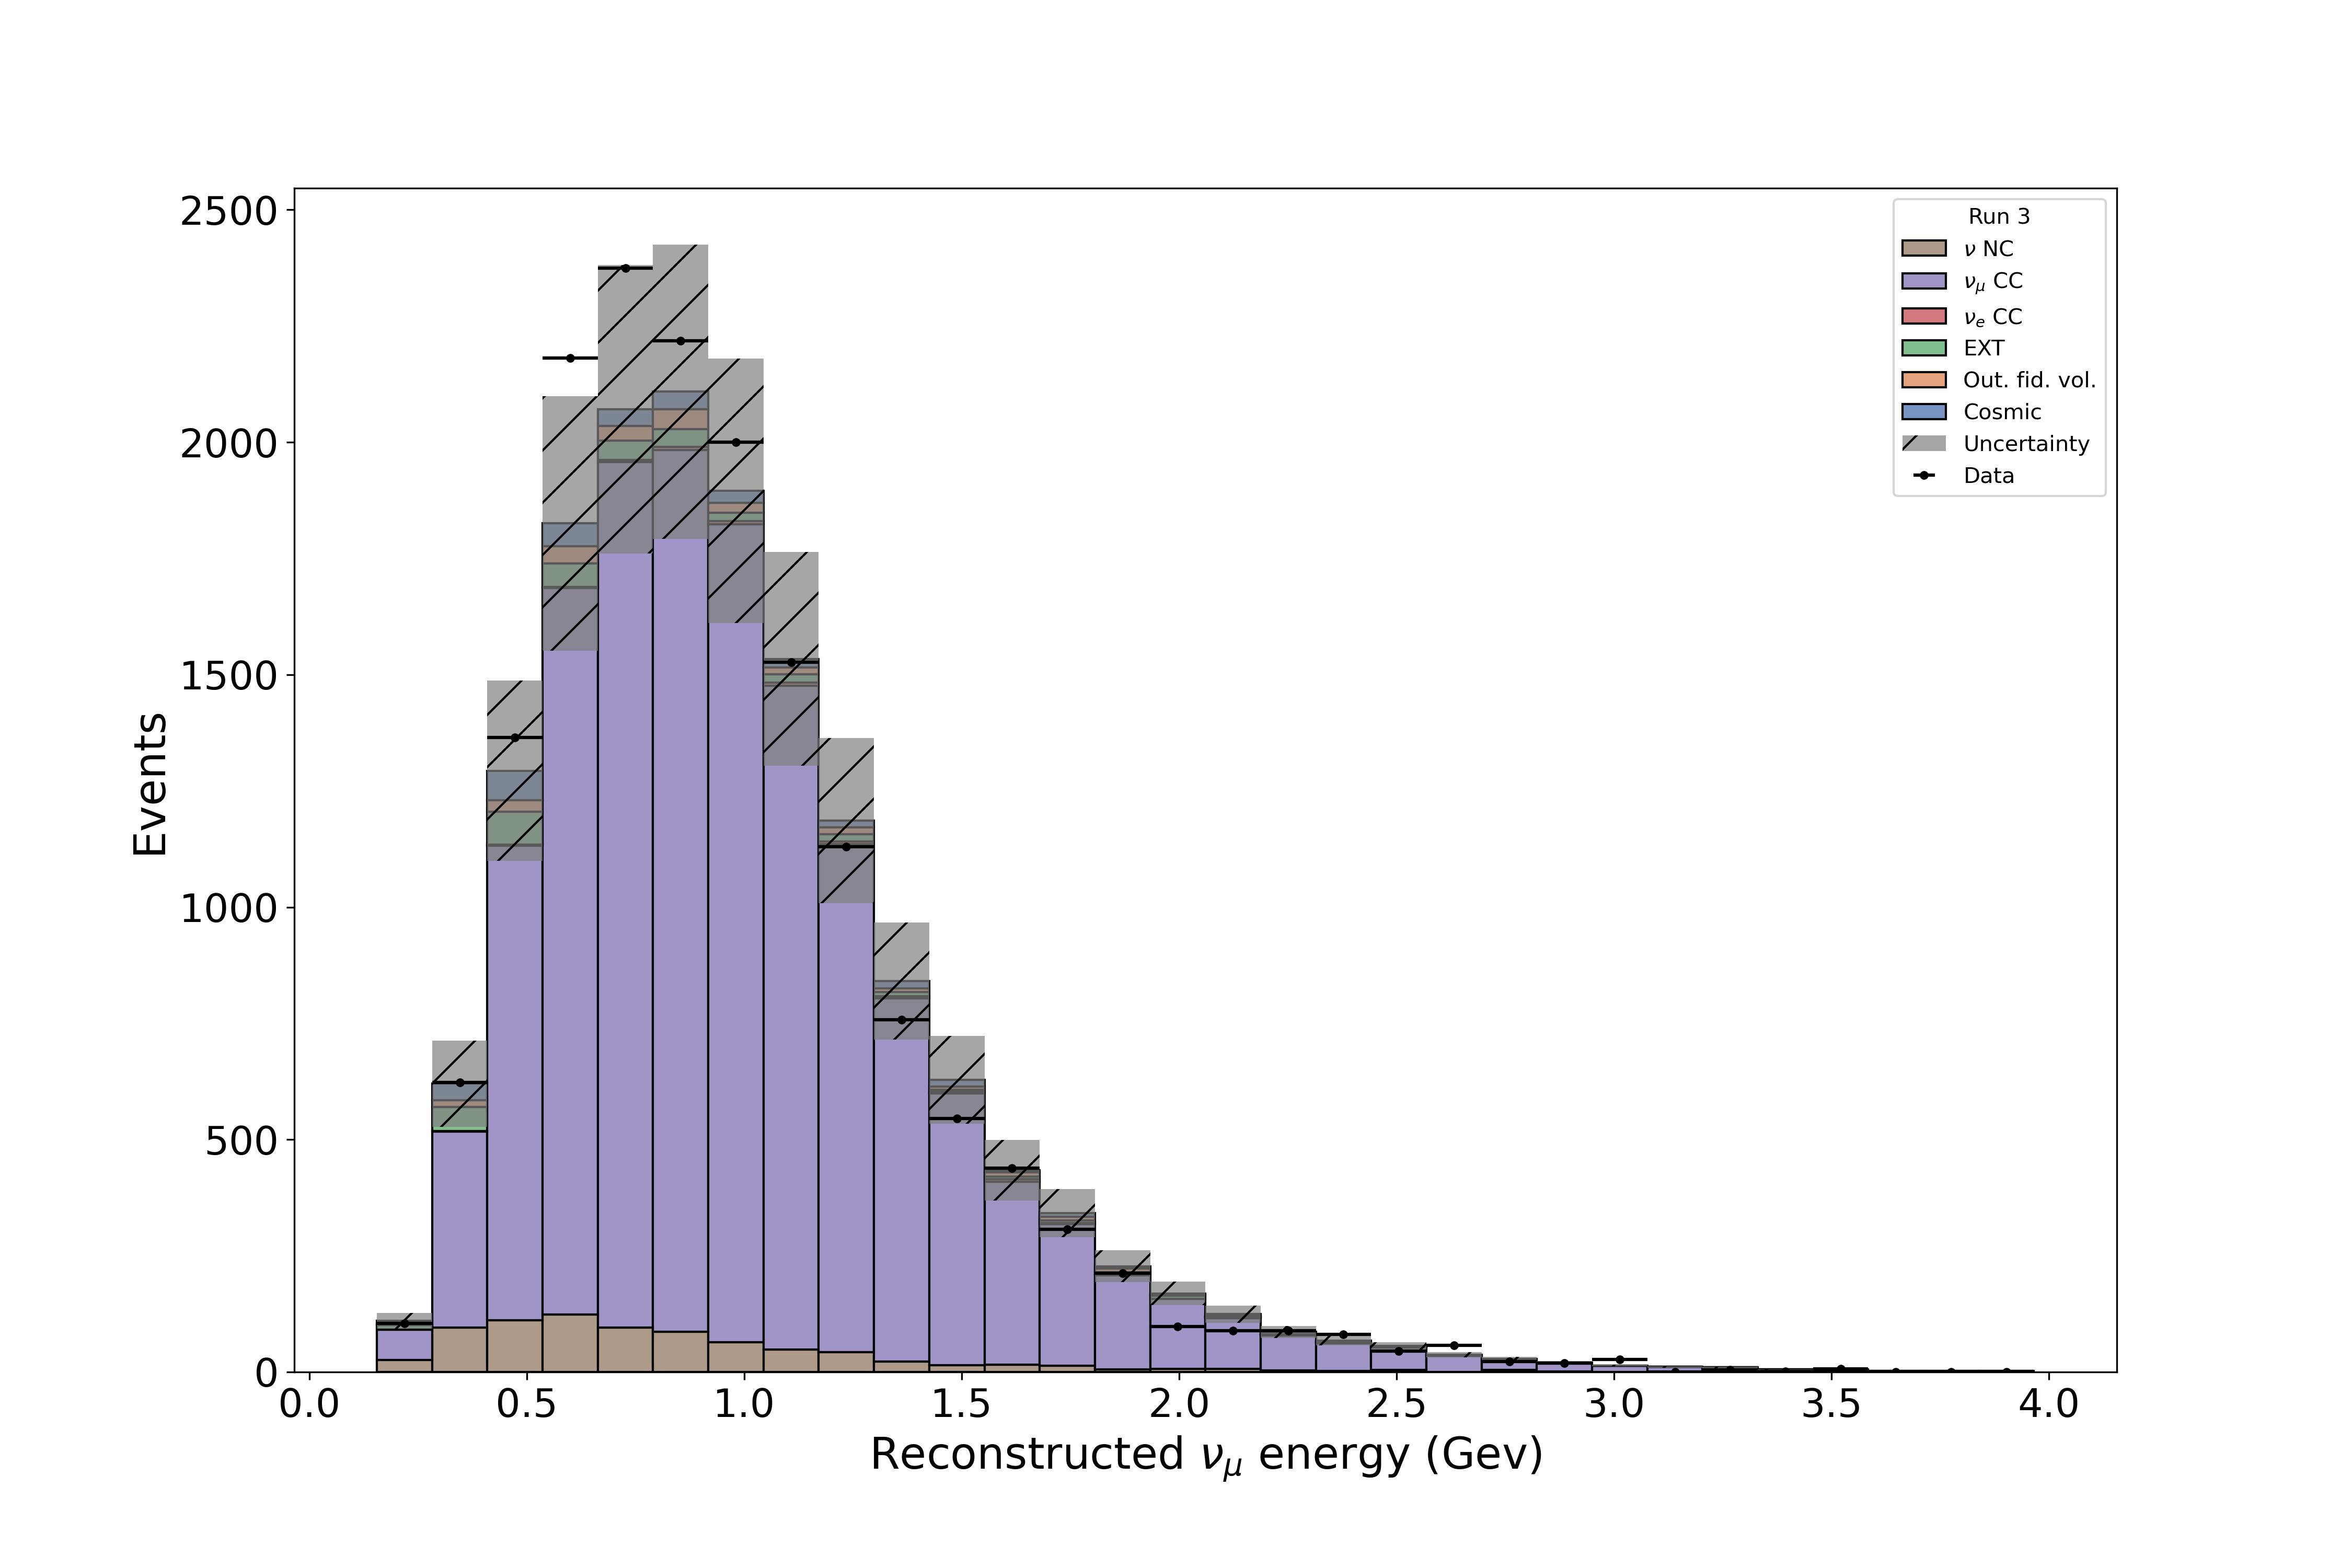 2500
2000
1500
1000
500
0
Events
0.0 0.5 1.0 1.5 2.0 2.5 3.0 3.5 4.0
Reconstructed νμ energy (Gev)
Run 3
ν NC
νμ CC
νe CC
EXT
Out. fid. vol.
Cosmic
Uncertainty
Data